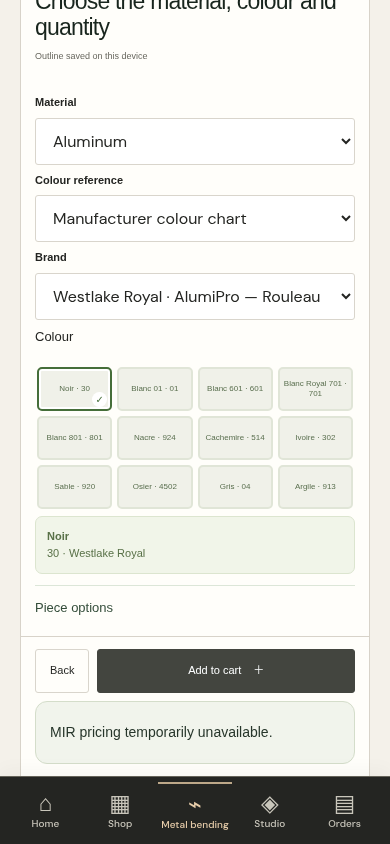 Choose the material, colour and
quantity
Outline saved on this device
Material
Aluminum
Colour reference
Manufacturer colour chart
Brand
Westlake Royal · AlumiPro — Rouleau
Colour
Noir · 30
✓
Blanc 01 · 01
Blanc 601 · 601
Blanc Royal 701 ·
701
Blanc 801 · 801
Nacre · 924
Cachemire · 514
Ivoire · 302
Sable · 920
Osier · 4502
Gris · 04
Argile · 913
Noir
30 · Westlake Royal
Piece options
Back
Add to cart +
MIR pricing temporarily unavailable.
Home
Shop
Metal bending
Studio
Orders